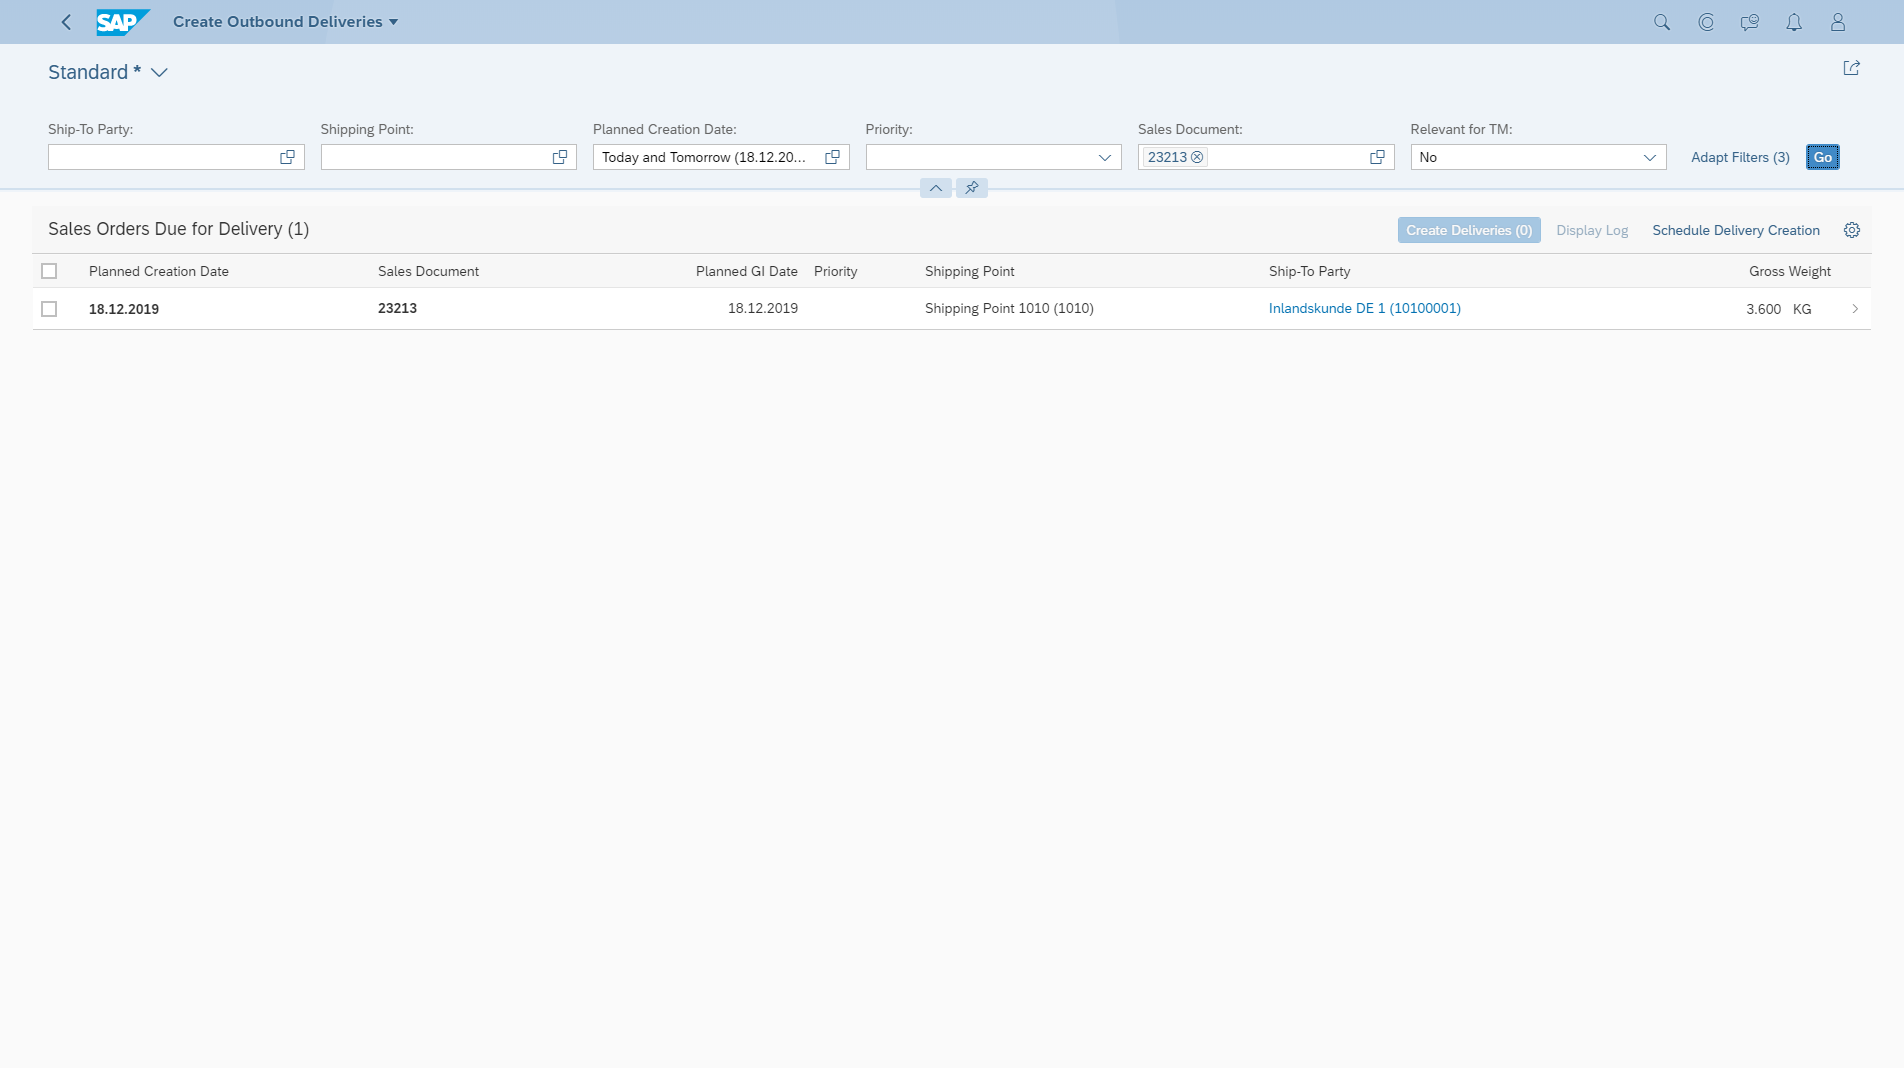 SAP Create Outbound Deliveries
Standard *
Ship-To Party: Shipping Point: Planned Creation Date: Priority: Sales Document: Relevant for TM:
Today and Tomorrow (18.12.20... 23213 No Adapt Filters (3) Go
Sales Orders Due for Delivery (1) Create Deliveries (0) Display Log Schedule Delivery Creation
Planned Creation Date Sales Document Planned GI Date Priority Shipping Point Ship-To Party Gross Weight
18.12.2019 23213 18.12.2019 Shipping Point 1010 (1010) Inlandskunde DE 1 (10100001) 3.600 KG